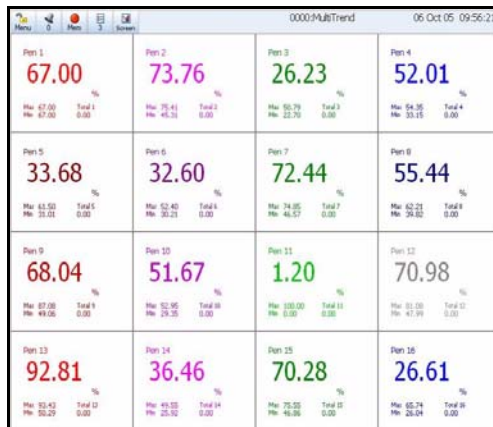 Menu 0 Mem 3 Screen 0000:MultiTrend 06 Oct 05 09:56:21
Pen 1 Pen 2 Pen 3 Pen 4
67.00 73.76 26.23 52.01
% % % %
Max 67.00 Total 1 Max 75.41 Total 2 Max 50.79 Total 3 Max 54.35 Total 4
Min 67.00 0.00 Min 45.31 0.00 Min 22.70 0.00 Min 33.15 0.00
Pen 5 Pen 6 Pen 7 Pen 8
33.68 32.60 72.44 55.44
% % % %
Max 61.50 Total 5 Max 52.40 Total 6 Max 74.85 Total 7 Max 62.21 Total 8
Min 31.01 0.00 Min 30.21 0.00 Min 46.57 0.00 Min 39.82 0.00
Pen 9 Pen 10 Pen 11 Pen 12
68.04 51.67 1.20 70.98
% % % %
Max 87.08 Total 9 Max 52.95 Total 10 Max 100.00 Total 11 Max 81.08 Total 12
Min 49.06 0.00 Min 29.35 0.00 Min 0.00 0.00 Min 47.99 0.00
Pen 13 Pen 14 Pen 15 Pen 16
92.81 36.46 70.28 26.61
% % % %
Max 93.43 Total 13 Max 49.55 Total 14 Max 75.55 Total 15 Max 65.74 Total 16
Min 50.29 0.00 Min 25.92 0.00 Min 46.86 0.00 Min 26.04 0.00